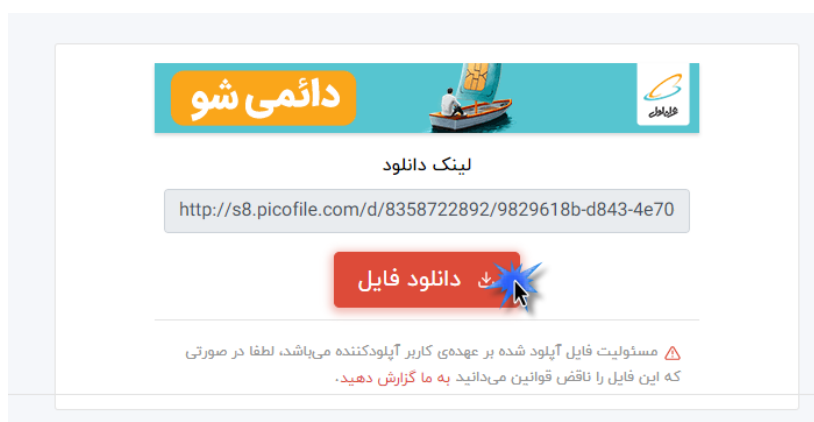 دائمی شو
همراه اول
لینک دانلود
http://s8.picofile.com/d/8358722892/9829618b-d843-4e70
دانلود فایل
مسئولیت فایل آپلود شده بر عهده‌ی کاربر آپلودکننده می‌باشد، لطفا در صورتی
که این فایل را ناقض قوانین می‌دانید به ما گزارش دهید.